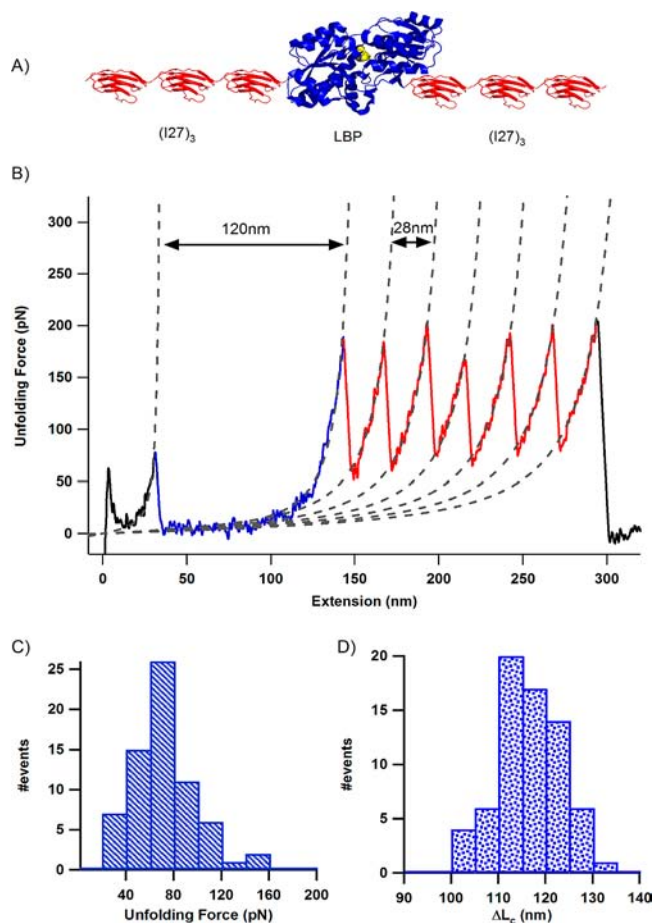 A)
(I27)3
LBP
(I27)3
B)
120nm
28nm
Unfolding Force (pN)
300
250
200
150
100
50
0
0 50 100 150 200 250 300
Extension (nm)
C)
#events
25
20
15
10
5
0
40 80 120 160 200
Unfolding Force (pN)
D)
#events
20
15
10
5
0
90 100 110 120 130 140
ΔLc (nm)